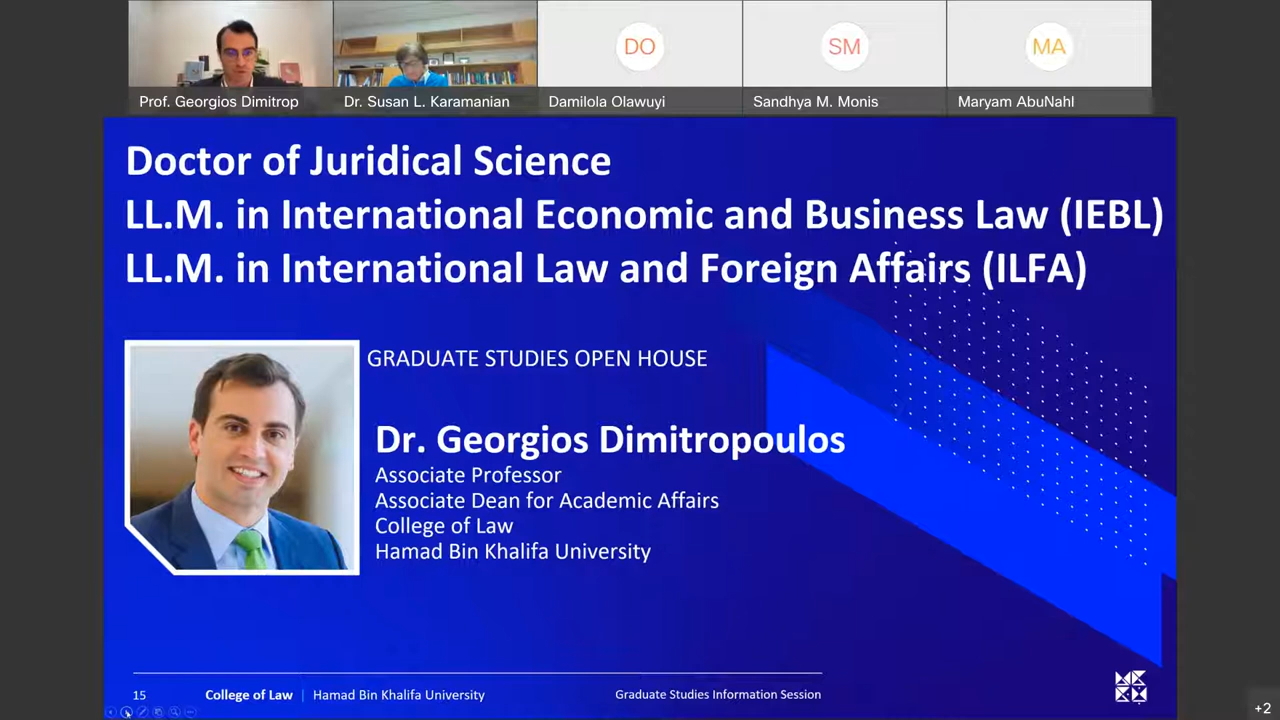 DO
SM
MA
Prof. Georgios Dimitrop
Dr. Susan L. Karamanian
Damilola Olawuyi
Sandhya M. Monis
Maryam AbuNahl
Doctor of Juridical Science
LL.M. in International Economic and Business Law (IEBL)
LL.M. in International Law and Foreign Affairs (ILFA)
GRADUATE STUDIES OPEN HOUSE
Dr. Georgios Dimitropoulos
Associate Professor
Associate Dean for Academic Affairs
College of Law
Hamad Bin Khalifa University
15 College of Law | Hamad Bin Khalifa University Graduate Studies Information Session
+2